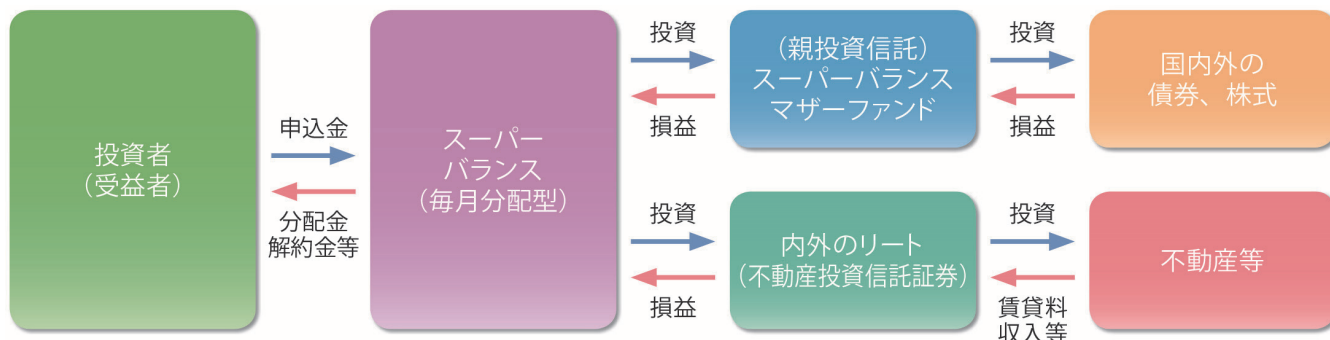 投資者
(受益者)
申込金
分配金
解約金等
スーパー
バランス
(毎月分配型)
投資
損益
(親投資信託)
スーパーバランス
マザーファンド
投資
損益
国内外の
債券、株式
投資
損益
内外のリート
(不動産投資信託証券)
投資
賃貸料
収入等
不動産等